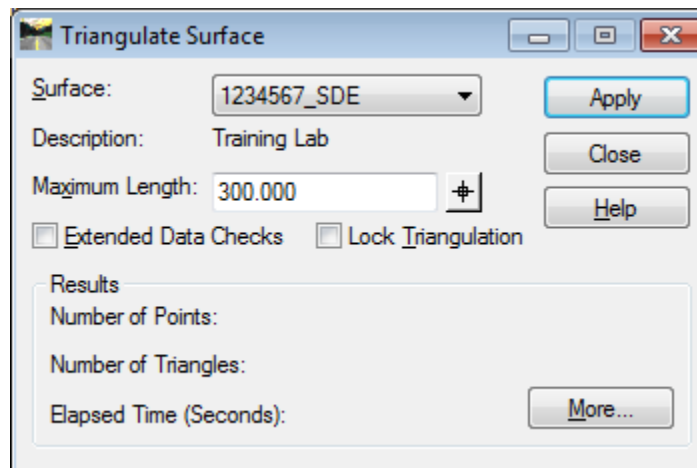 Triangulate Surface
Surface: 1234567_SDE Apply
Description: Training Lab Close
Maximum Length: 300.000 Help
Extended Data Checks Lock Triangulation
Results
Number of Points:
Number of Triangles:
Elapsed Time (Seconds): More...